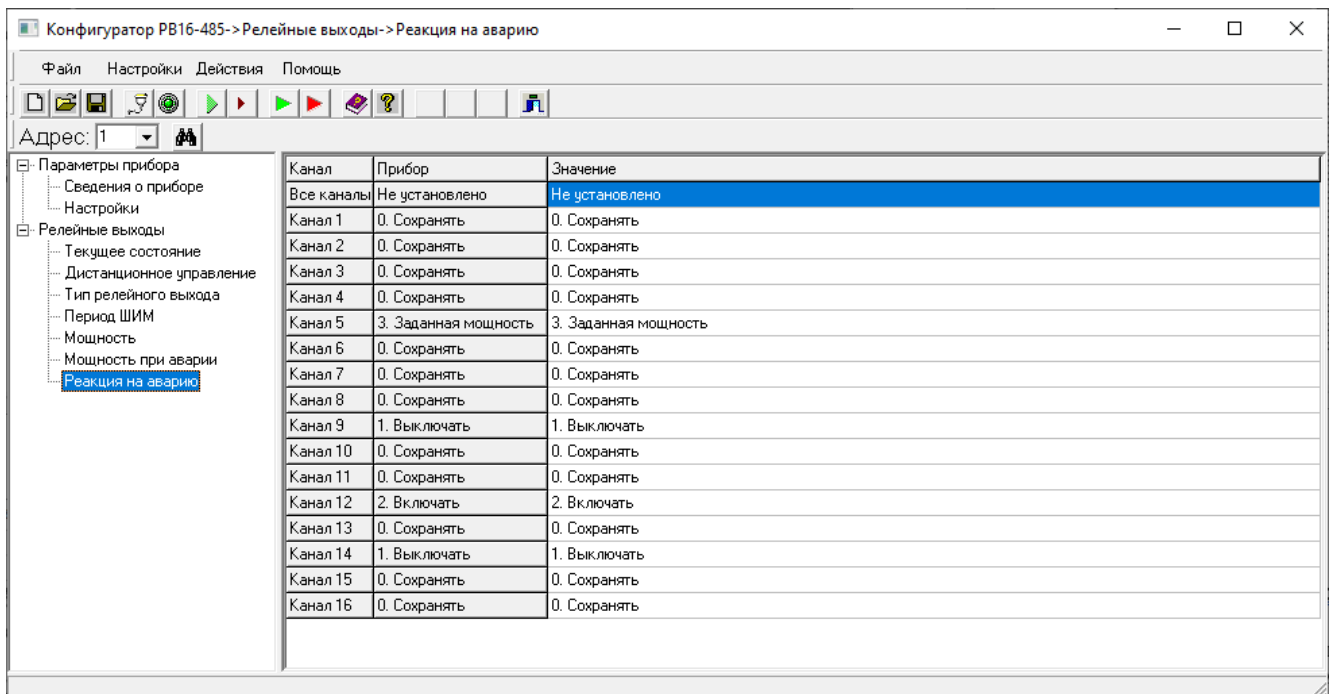 Конфигуратор РВ16-485->Релейные выходы->Реакция на аварию
Файл Настройки Действия Помощь
Адрес: 1
Параметры прибора
Сведения о приборе
Настройки
Релейные выходы
Текущее состояние
Дистанционное управление
Тип релейного выхода
Период ШИМ
Мощность
Мощность при аварии
Реакция на аварию
Канал Прибор Значение
Все каналы Не установлено Не установлено
Канал 1 0. Сохранять 0. Сохранять
Канал 2 0. Сохранять 0. Сохранять
Канал 3 0. Сохранять 0. Сохранять
Канал 4 0. Сохранять 0. Сохранять
Канал 5 3. Заданная мощность 3. Заданная мощность
Канал 6 0. Сохранять 0. Сохранять
Канал 7 0. Сохранять 0. Сохранять
Канал 8 0. Сохранять 0. Сохранять
Канал 9 1. Выключать 1. Выключать
Канал 10 0. Сохранять 0. Сохранять
Канал 11 0. Сохранять 0. Сохранять
Канал 12 2. Включать 2. Включать
Канал 13 0. Сохранять 0. Сохранять
Канал 14 1. Выключать 1. Выключать
Канал 15 0. Сохранять 0. Сохранять
Канал 16 0. Сохранять 0. Сохранять